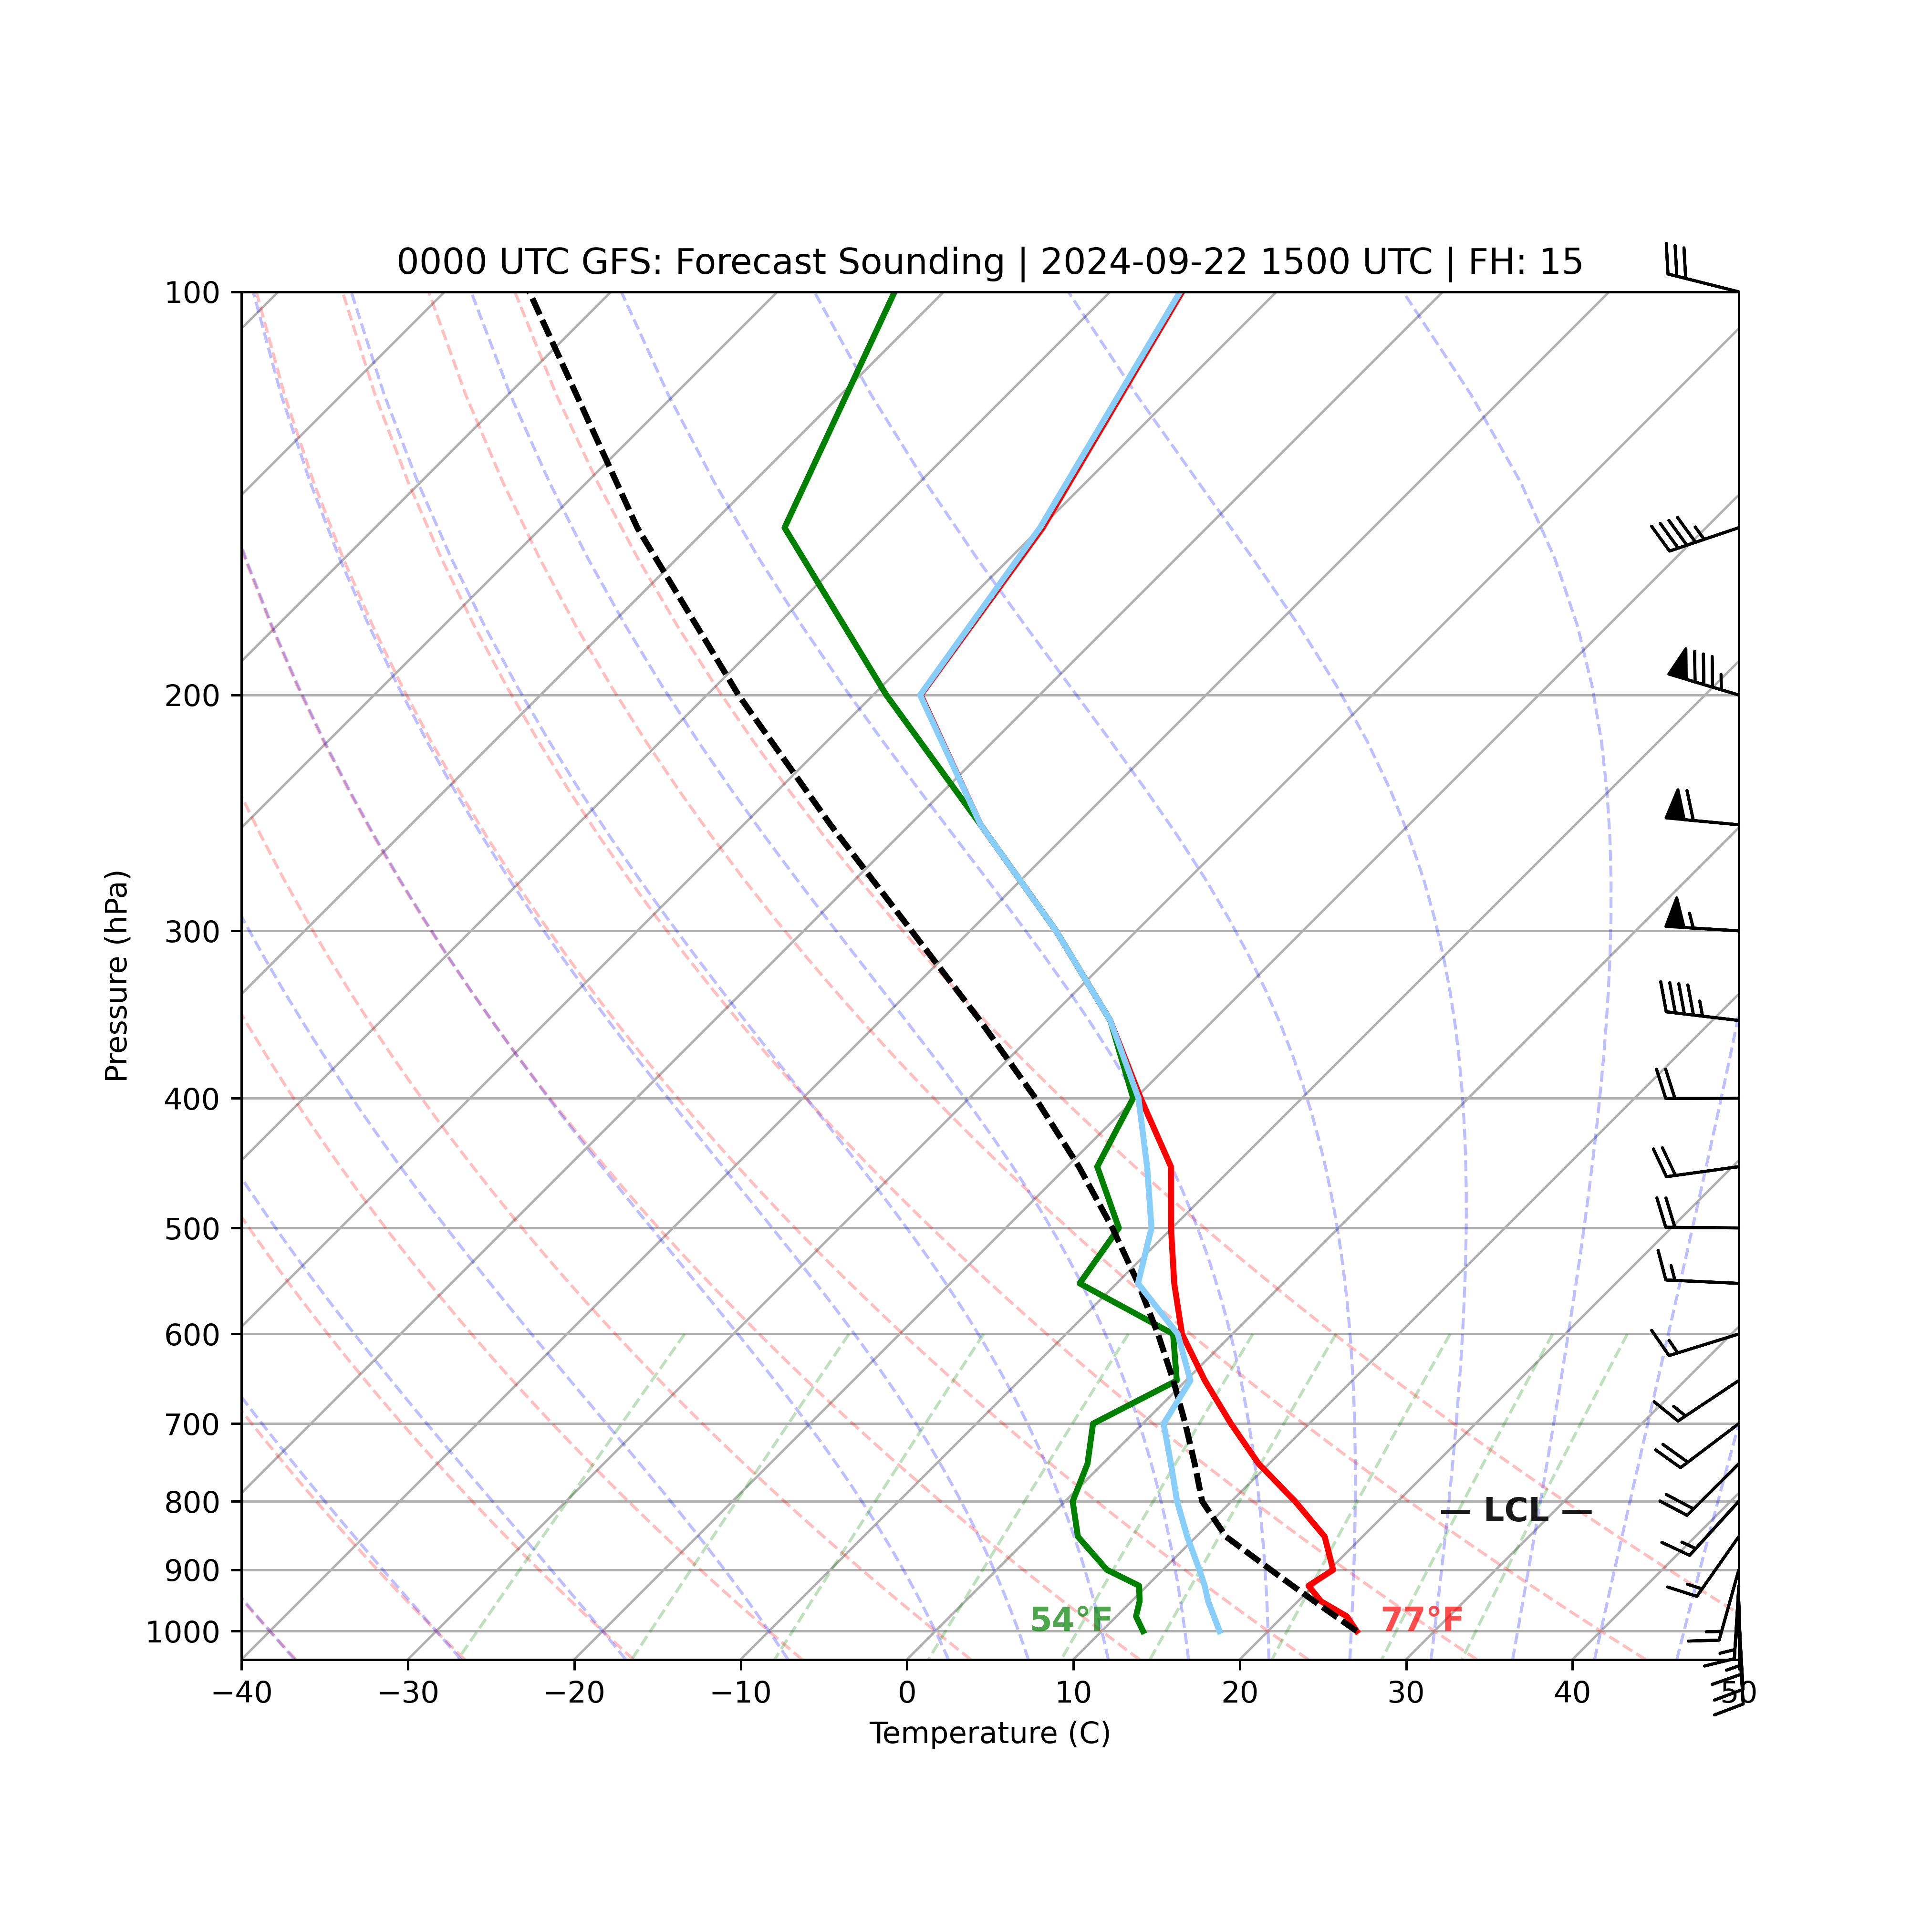 0000 UTC GFS: Forecast Sounding | 2024-09-22 1500 UTC | FH: 15
100
200
300
400
500
600
700
800
900
1000
Pressure (hPa)
— LCL —
54°F
77°F
−40 −30 −20 −10 0 10 20 30 40 50
Temperature (C)